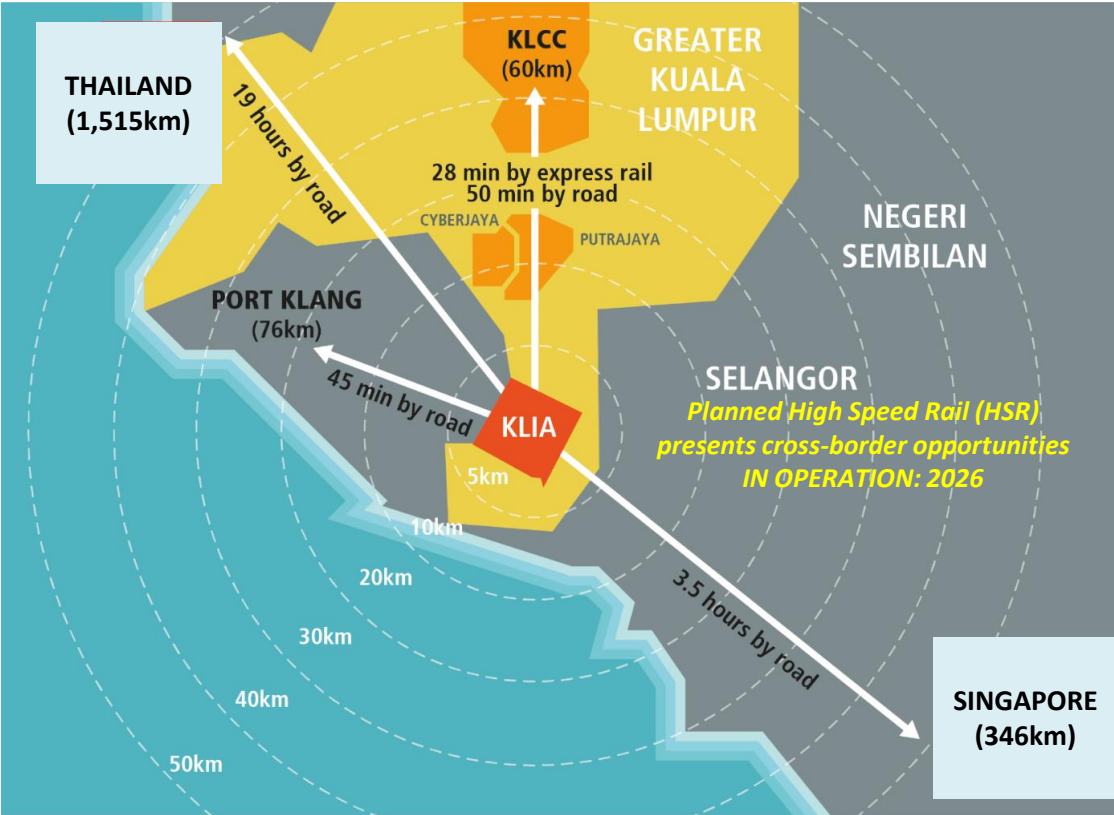 THAILAND
(1,515km)
KLCC
(60km)
GREATER
KUALA
LUMPUR
19 hours by road
28 min by express rail
50 min by road
CYBERJAYA
PUTRAJAYA
NEGERI
SEMBILAN
PORT KLANG
(76km)
45 min by road
KLIA
SELANGOR
Planned High Speed Rail (HSR)
presents cross-border opportunities
IN OPERATION: 2026
5km
10km
20km
30km
40km
50km
3.5 hours by road
SINGAPORE
(346km)